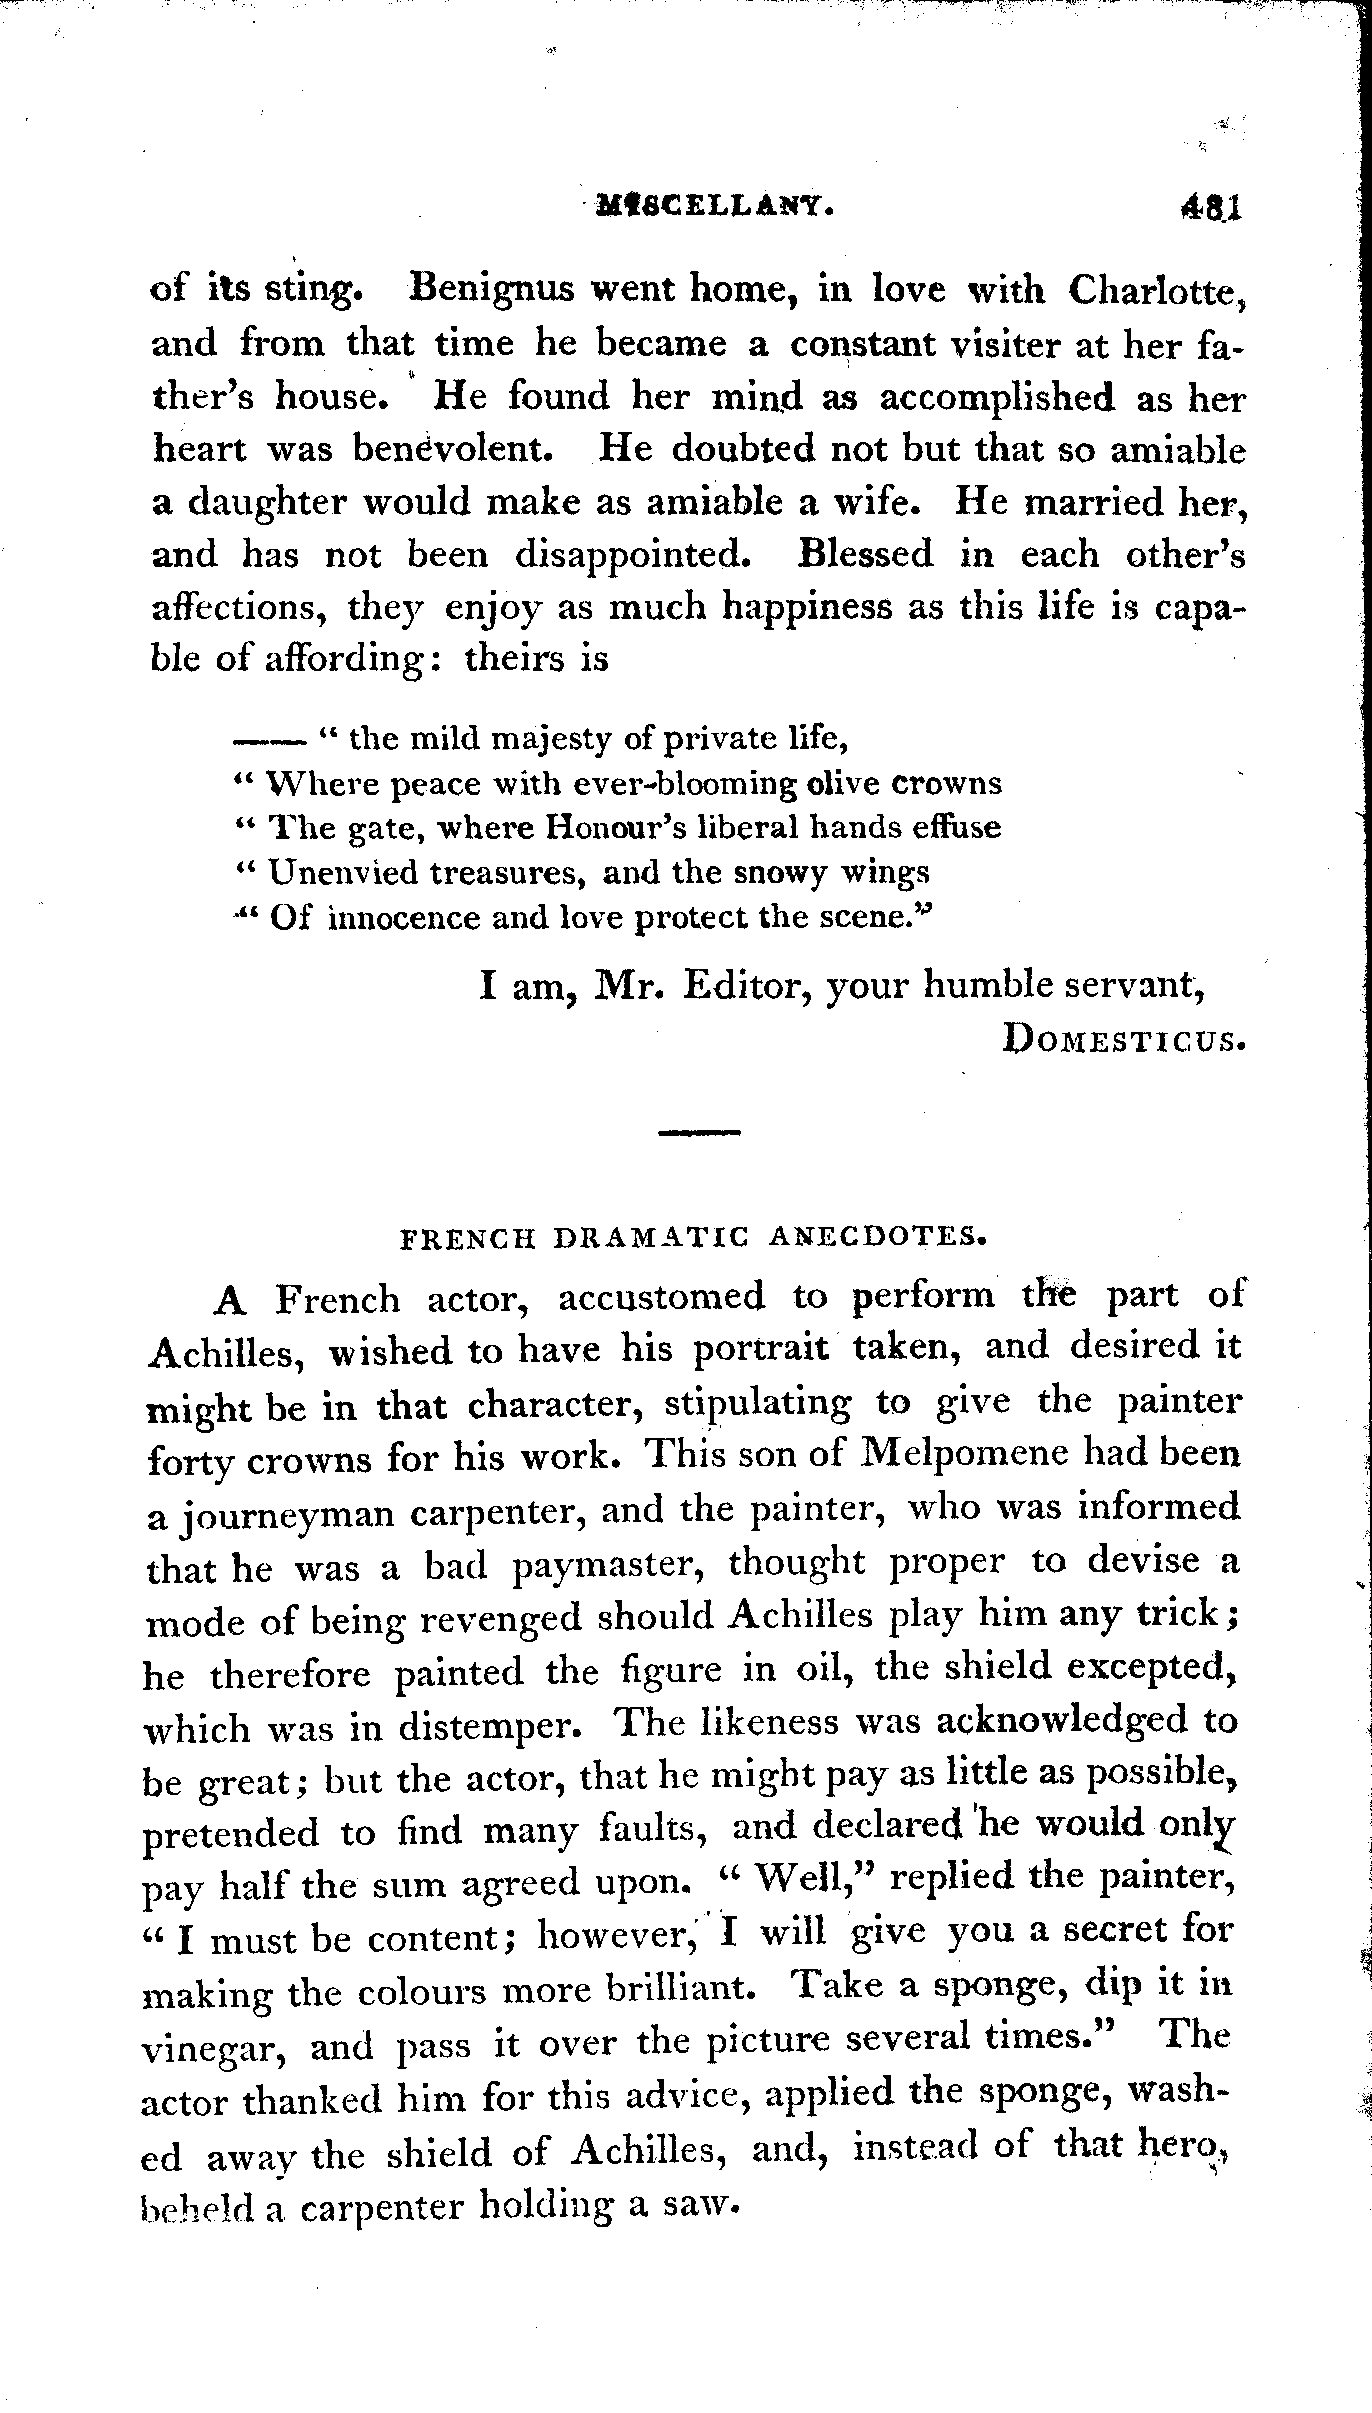 MISCELLANY. 481
of its sting. Benignus went home, in love with Charlotte,
and from that time he became a constant visiter at her fa-
ther's house. He found her mind as accomplished as her
heart was benevolent. He doubted not but that so amiable
a daughter would make as amiable a wife. He married her,
and has not been disappointed. Blessed in each other's
affections, they enjoy as much happiness as this life is capa-
ble of affording: theirs is
—— “ the mild majesty of private life,
“ Where peace with ever-blooming olive crowns
“ The gate, where Honour's liberal hands effuse
“ Unenvied treasures, and the snowy wings
“ Of innocence and love protect the scene.”
I am, Mr. Editor, your humble servant,
DOMESTICUS.
FRENCH DRAMATIC ANECDOTES.
A French actor, accustomed to perform the part of
Achilles, wished to have his portrait taken, and desired it
might be in that character, stipulating to give the painter
forty crowns for his work. This son of Melpomene had been
a journeyman carpenter, and the painter, who was informed
that he was a bad paymaster, thought proper to devise a
mode of being revenged should Achilles play him any trick;
he therefore painted the figure in oil, the shield excepted,
which was in distemper. The likeness was acknowledged to
be great; but the actor, that he might pay as little as possible,
pretended to find many faults, and declared he would only
pay half the sum agreed upon. “ Well,” replied the painter,
“ I must be content; however, I will give you a secret for
making the colours more brilliant. Take a sponge, dip it in
vinegar, and pass it over the picture several times.” The
actor thanked him for this advice, applied the sponge, wash-
ed away the shield of Achilles, and, instead of that hero,
beheld a carpenter holding a saw.